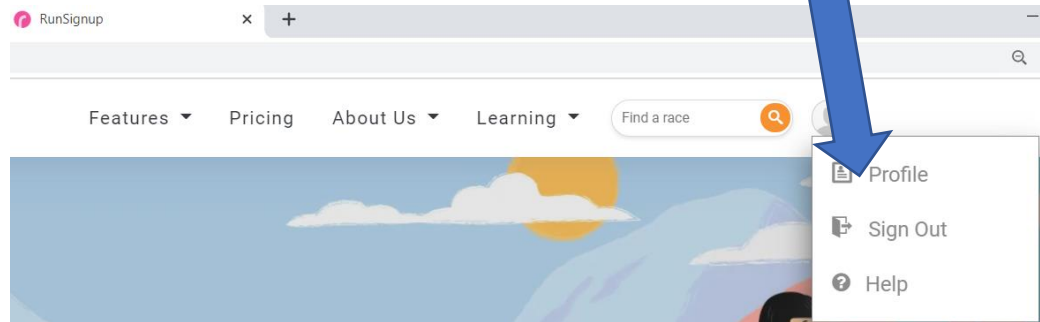 RunSignup
Features Pricing About Us Learning Find a race
Profile
Sign Out
Help